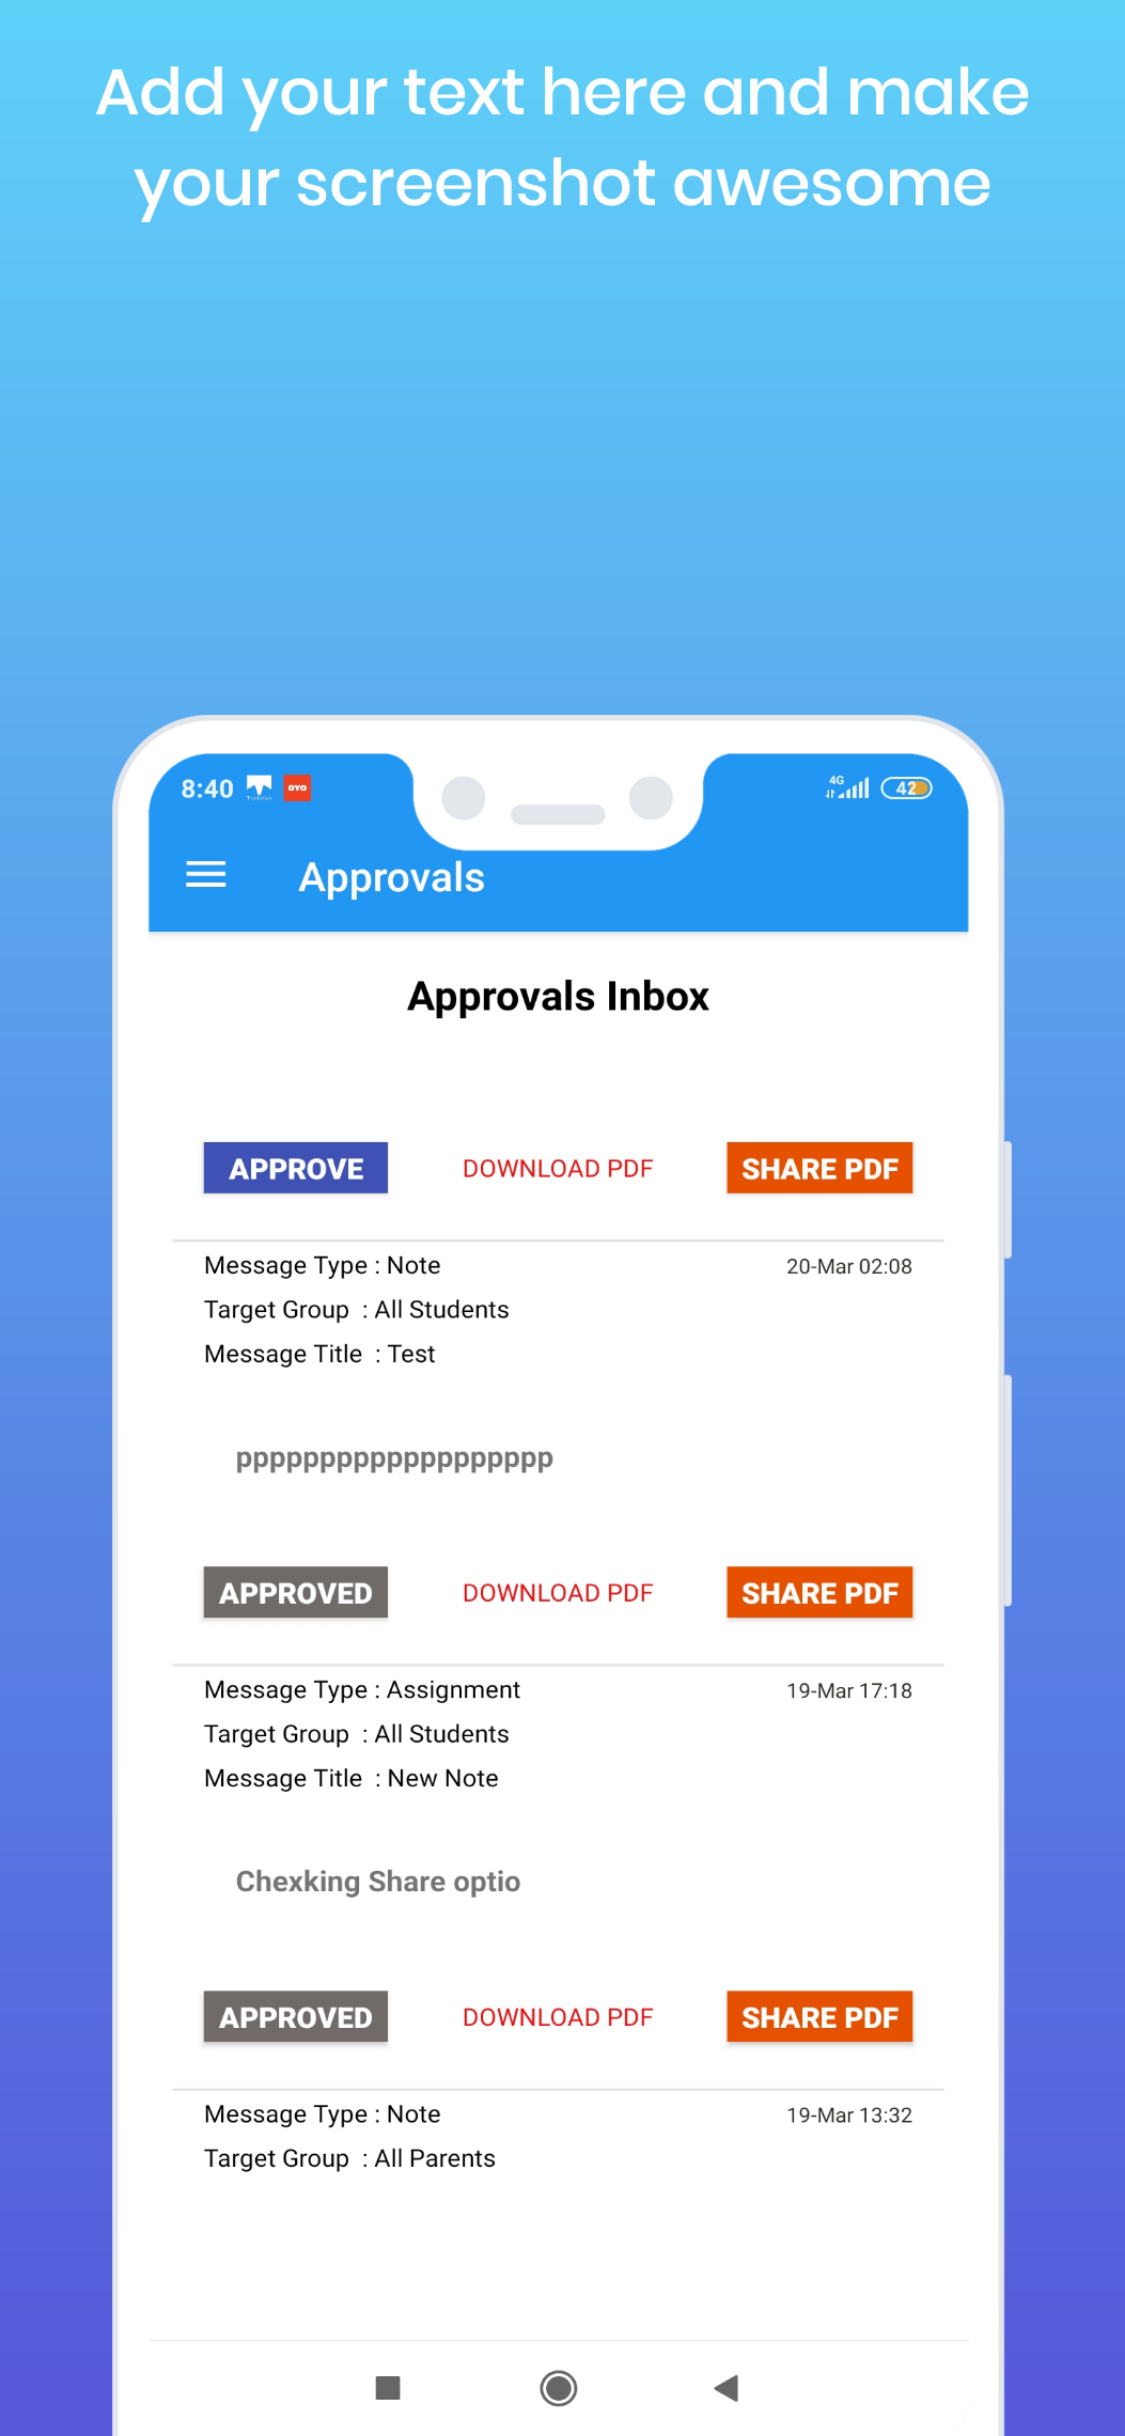 Add your text here and make
your screenshot awesome
8:40 OYO 4G 42
Approvals
Approvals Inbox
APPROVE DOWNLOAD PDF SHARE PDF
Message Type : Note 20-Mar 02:08
Target Group : All Students
Message Title : Test
ppppppppppppppppppp
APPROVED DOWNLOAD PDF SHARE PDF
Message Type : Assignment 19-Mar 17:18
Target Group : All Students
Message Title : New Note
Chexking Share optio
APPROVED DOWNLOAD PDF SHARE PDF
Message Type : Note 19-Mar 13:32
Target Group : All Parents